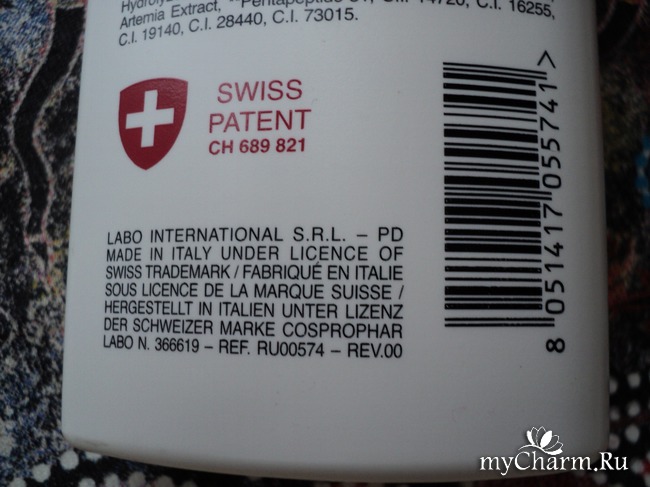 Artemia Extract, **Pentapeptide 31, C.I. 14720, C.I. 16255,
C.I. 19140, C.I. 28440, C.I. 73015.
SWISS
PATENT
CH 689 821
LABO INTERNATIONAL S.R.L. – PD
MADE IN ITALY UNDER LICENCE OF
SWISS TRADEMARK / FABRIQUÉ EN ITALIE
SOUS LICENCE DE LA MARQUE SUISSE /
HERGESTELLT IN ITALIEN UNTER LIZENZ
DER SCHWEIZER MARKE COSPROPHAR
LABO N. 366619 – REF. RU00574 – REV.00
8 051417 055741 >
myCharm.Ru